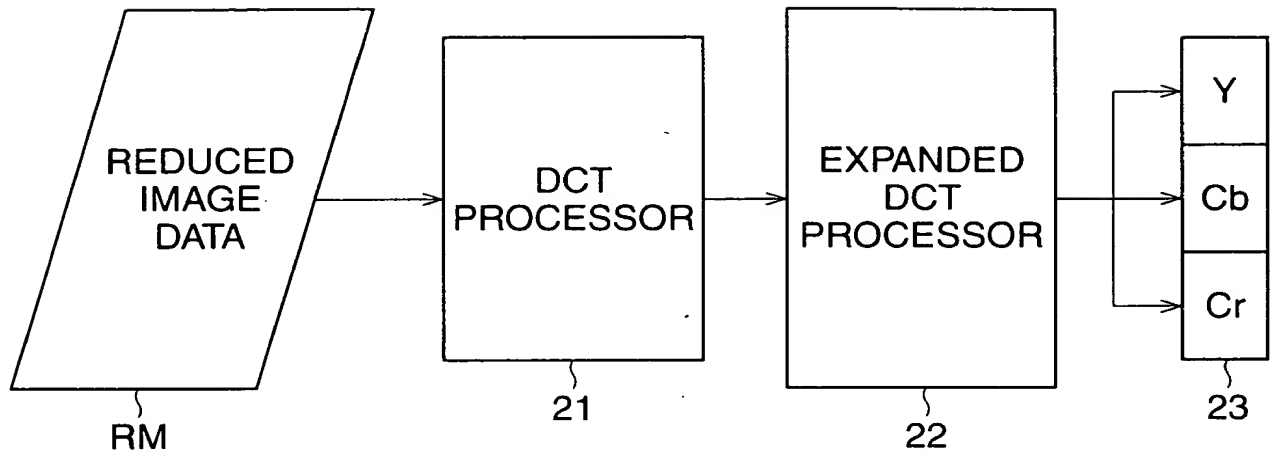 REDUCED
IMAGE
DATA
DCT
PROCESSOR
EXPANDED
DCT
PROCESSOR
Y
Cb
Cr
RM
21
22
23